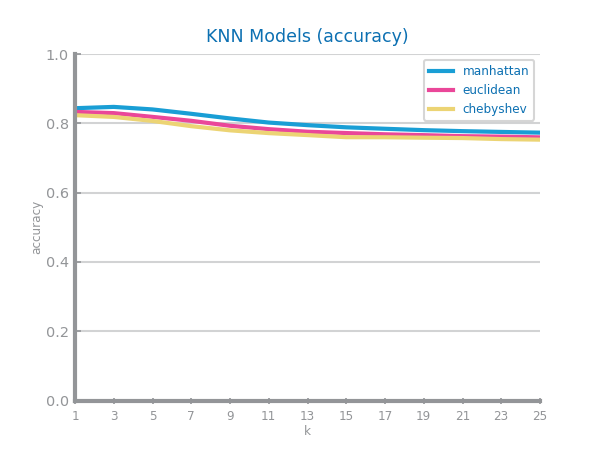 KNN Models (accuracy)
1.0
manhattan
euclidean
chebyshev
0.8
0.6
accuracy
0.4
0.2
0.0
1 3 5 7 9 11 13 15 17 19 21 23 25
k